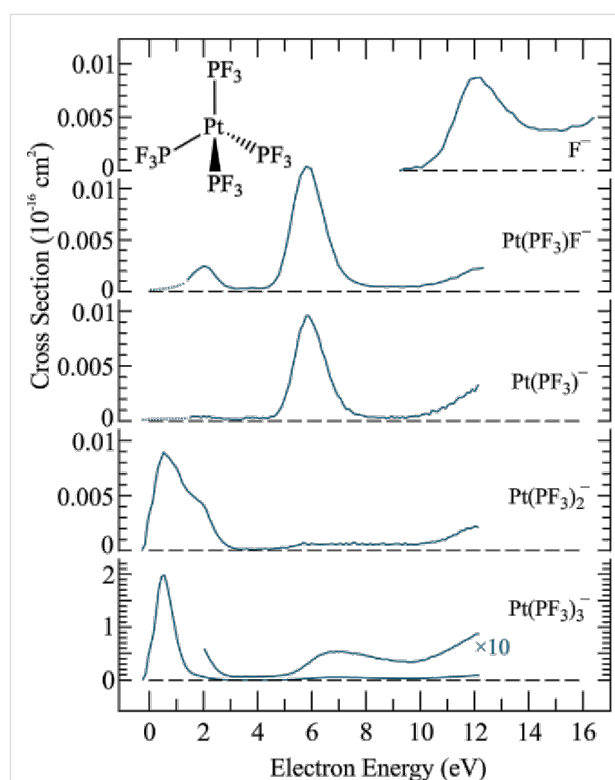 Cross Section (10⁻¹⁶ cm²)
0.01
0.005
0
PF₃
Pt
F₃P
PF₃
PF₃
F⁻
0.01
0.005
0
Pt(PF₃)F⁻
0.01
0.005
0
Pt(PF₃)⁻
0.01
0.005
0
Pt(PF₃)₂⁻
2
1
0
Pt(PF₃)₃⁻
×10
0 2 4 6 8 10 12 14 16
Electron Energy (eV)